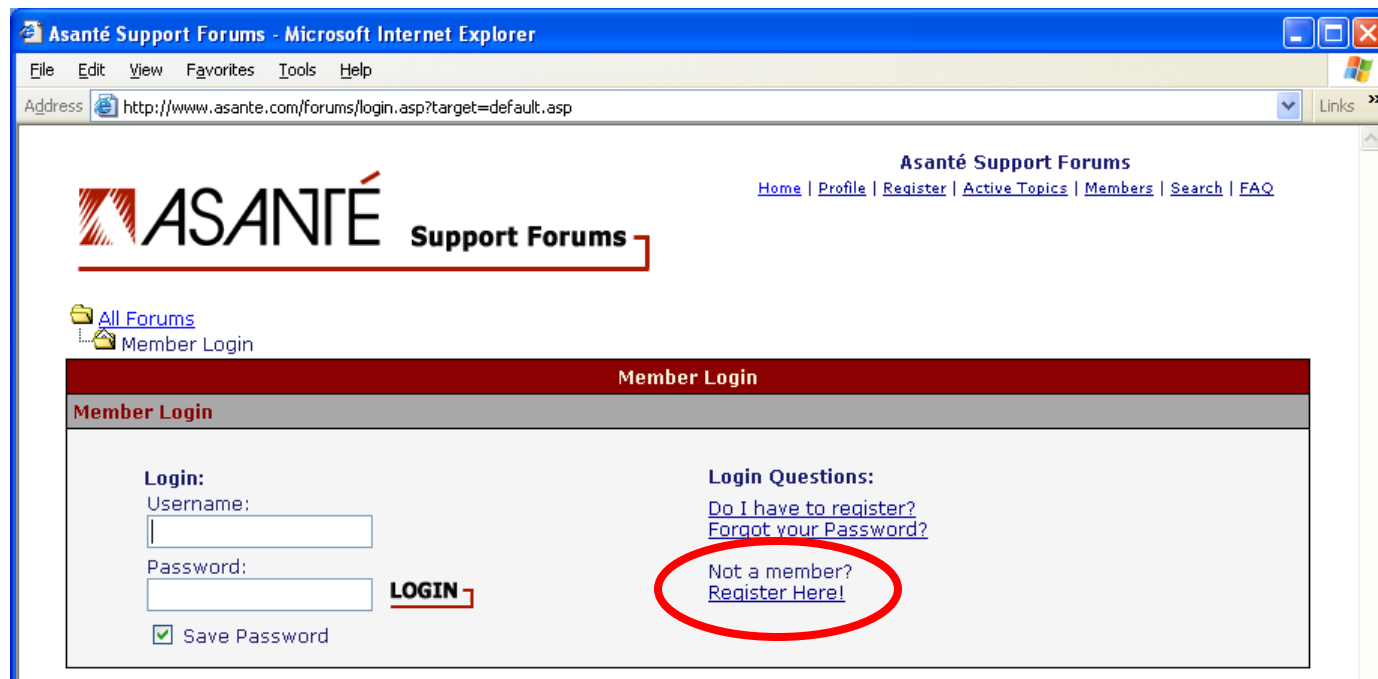 Asanté Support Forums - Microsoft Internet Explorer
File Edit View Favorites Tools Help
Address http://www.asante.com/forums/login.asp?target=default.asp Links »
Asanté Support Forums
Home | Profile | Register | Active Topics | Members | Search | FAQ
ASANTÉ Support Forums
All Forums
Member Login
Member Login
Member Login
Login:
Username:
Password:
LOGIN
Save Password
Login Questions:
Do I have to register?
Forgot your Password?
Not a member?
Register Here!